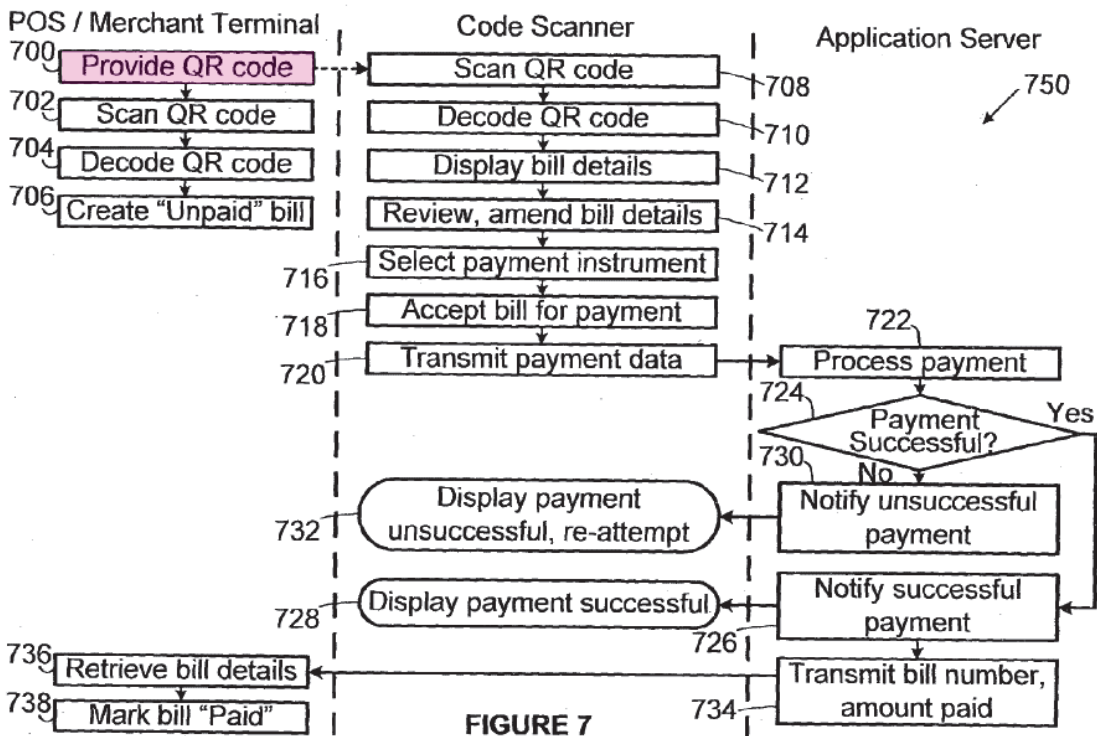 POS / Merchant Terminal
Code Scanner
Application Server
700
Provide QR code
702
Scan QR code
704
Decode QR code
706
Create “Unpaid” bill
Scan QR code
708
Decode QR code
710
Display bill details
712
Review, amend bill details
714
716
Select payment instrument
718
Accept bill for payment
720
Transmit payment data
750
722
Process payment
724
Payment
Successful?
Yes
No
730
Notify unsuccessful
payment
732
Display payment
unsuccessful, re-attempt
728
Display payment successful
Notify successful
payment
726
Transmit bill number,
amount paid
734
736
Retrieve bill details
738
Mark bill “Paid”
FIGURE 7